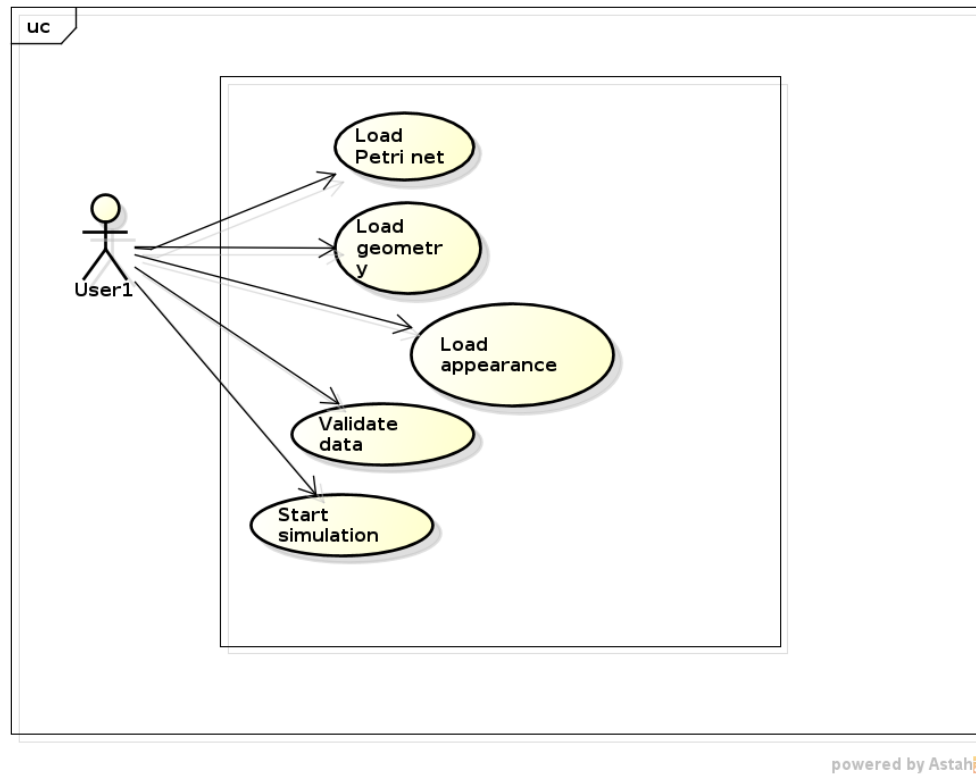 uc
Load
Petri net
Load
geometr
y
User1
Load
appearance
Validate
data
Start
simulation
powered by Astah